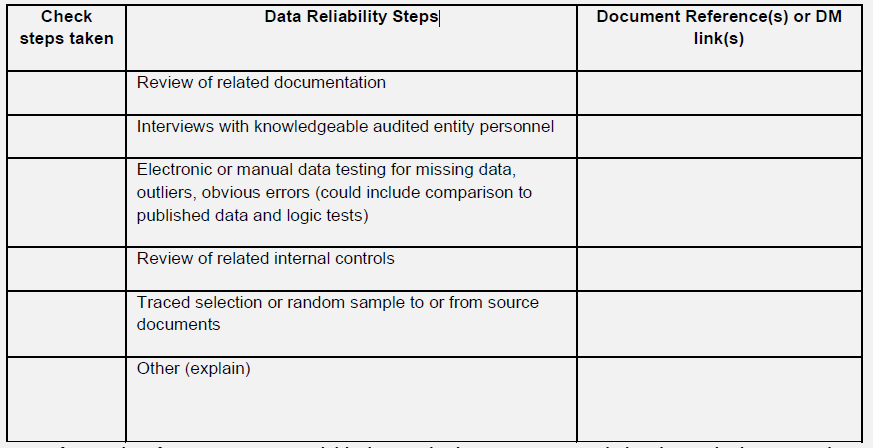 Check
steps taken
Data Reliability Steps
Document Reference(s) or DM
link(s)
Review of related documentation
Interviews with knowledgeable audited entity personnel
Electronic or manual data testing for missing data,
outliers, obvious errors (could include comparison to
published data and logic tests)
Review of related internal controls
Traced selection or random sample to or from source
documents
Other (explain)